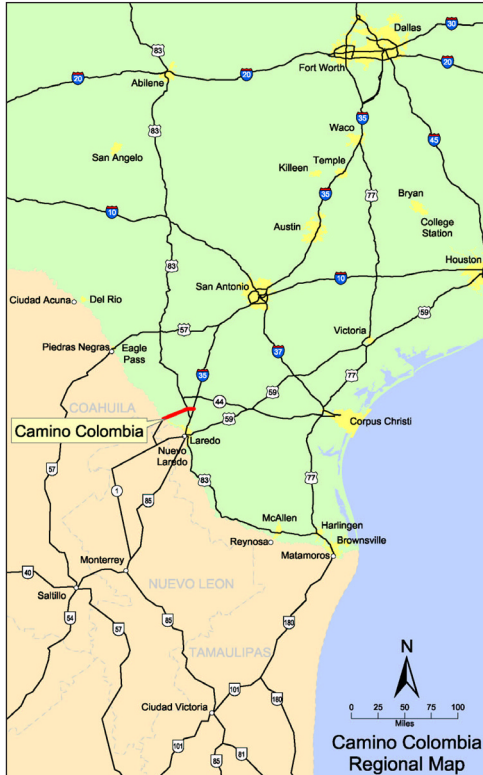 Dallas
30
Fort Worth
20
20
20
Abilene
83
35
45
Waco
San Angelo
Temple
Killeen
77
35
Bryan
College
Station
10
Austin
83
Houston
San Antonio
10
Ciudad Acuna
Del Rio
59
57
Victoria
Piedras Negras
Eagle
Pass
37
77
35
59
COAHUILA
44
Camino Colombia
59
Corpus Christi
Laredo
Nuevo
Laredo
57
83
77
1
85
McAllen
Harlingen
Reynosa
Brownsville
Matamoros
Monterrey
40
NUEVO LEON
Saltillo
54
57
85
180
TAMAULIPAS
101
180
Ciudad Victoria
101
81
85
N
0 25 50 75 100
Miles
Camino Colombia
Regional Map